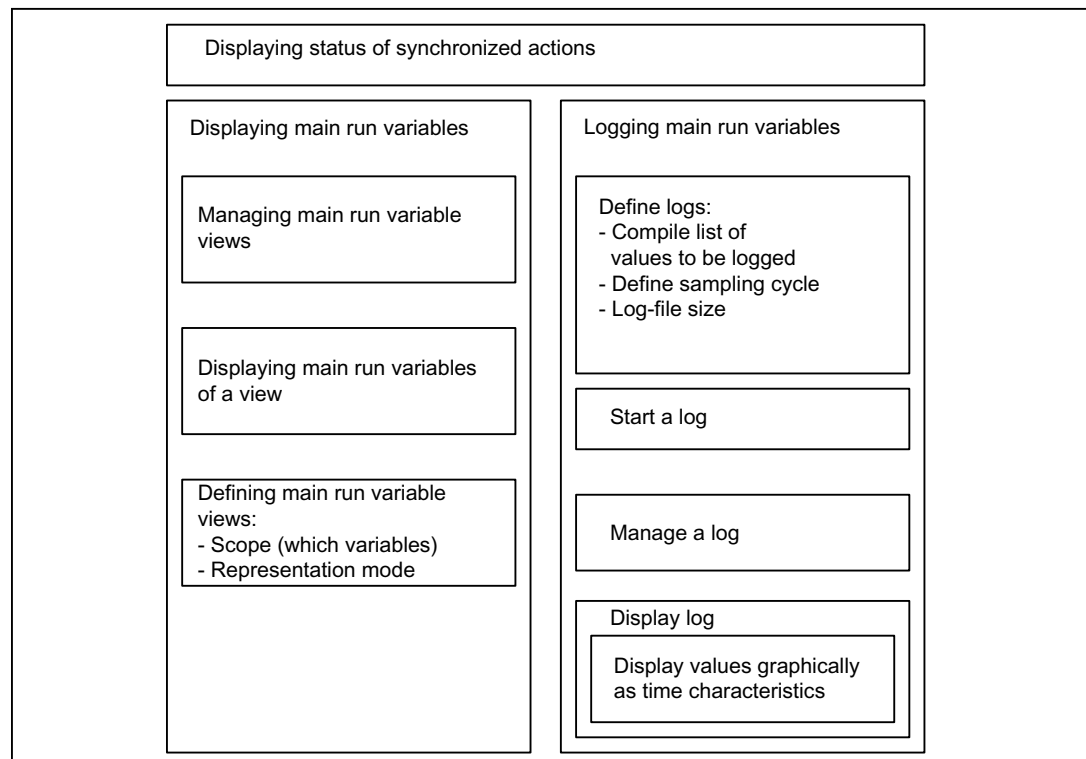 Displaying status of synchronized actions
Displaying main run variables
Managing main run variable
views
Displaying main run variables
of a view
Defining main run variable
views:
- Scope (which variables)
- Representation mode
Logging main run variables
Define logs:
- Compile list of
values to be logged
- Define sampling cycle
- Log-file size
Start a log
Manage a log
Display log
Display values graphically
as time characteristics